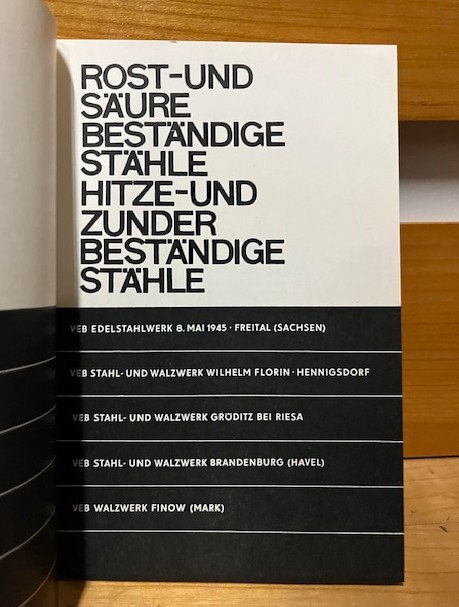 ROST-UND
SÄURE
BESTÄNDIGE
STÄHLE
HITZE-UND
ZUNDER
BESTÄNDIGE
STÄHLE
VEB EDELSTAHLWERK 8. MAI 1945 · FREITAL (SACHSEN)
VEB STAHL- UND WALZWERK WILHELM FLORIN · HENNIGSDORF
VEB STAHL- UND WALZWERK GRÖDITZ BEI RIESA
VEB STAHL- UND WALZWERK BRANDENBURG (HAVEL)
VEB WALZWERK FINOW (MARK)